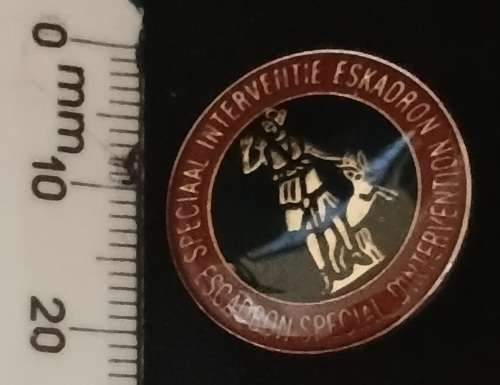 0 mm
10
20
SPECIAAL INTERVENTIE ESKADRON
ESCADRON SPECIAL D'INTERVENTION